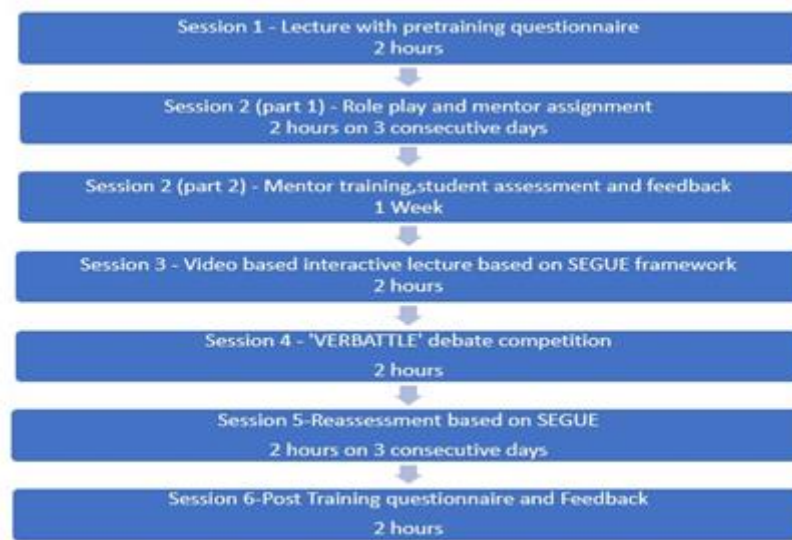 Session 1 - Lecture with pretraining questionnaire
2 hours
Session 2 (part 1) - Role play and mentor assignment
2 hours on 3 consecutive days
Session 2 (part 2) - Mentor training,student assessment and feedback
1 Week
Session 3 - Video based interactive lecture based on SEGUE framework
2 hours
Session 4 - 'VERBATTLE' debate competition
2 hours
Session 5-Reassessment based on SEGUE
2 hours on 3 consecutive days
Session 6-Post Training questionnaire and Feedback
2 hours